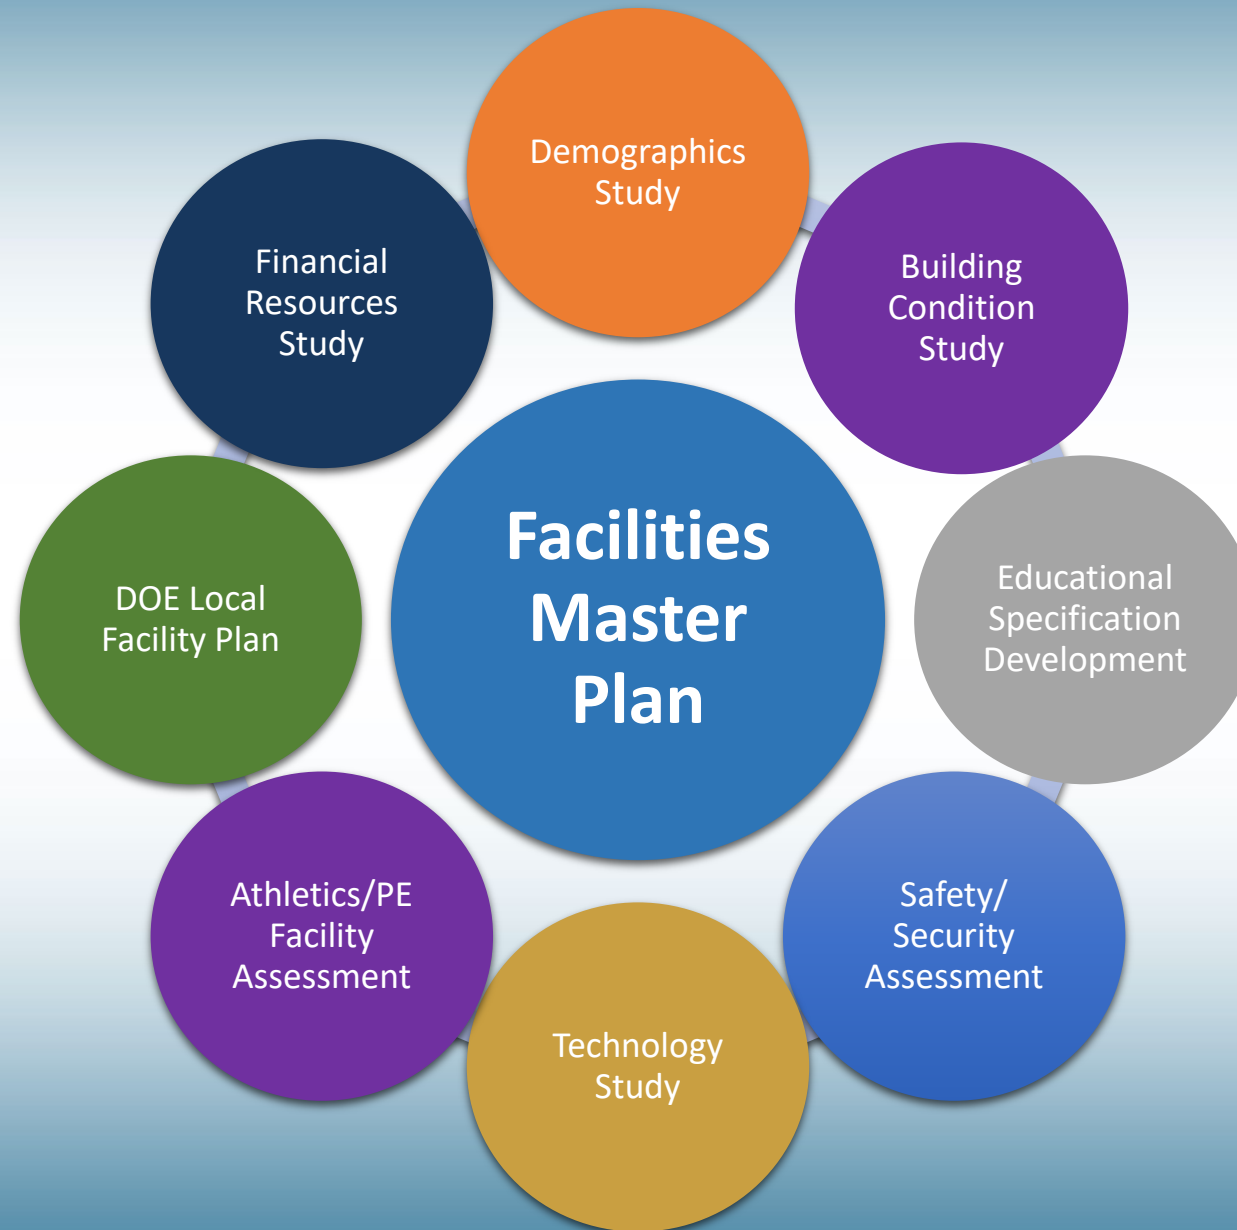 Demographics
Study
Building
Condition
Study
Educational
Specification
Development
Safety/
Security
Assessment
Technology
Study
Athletics/PE
Facility
Assessment
DOE Local
Facility Plan
Financial
Resources
Study
Facilities
Master
Plan